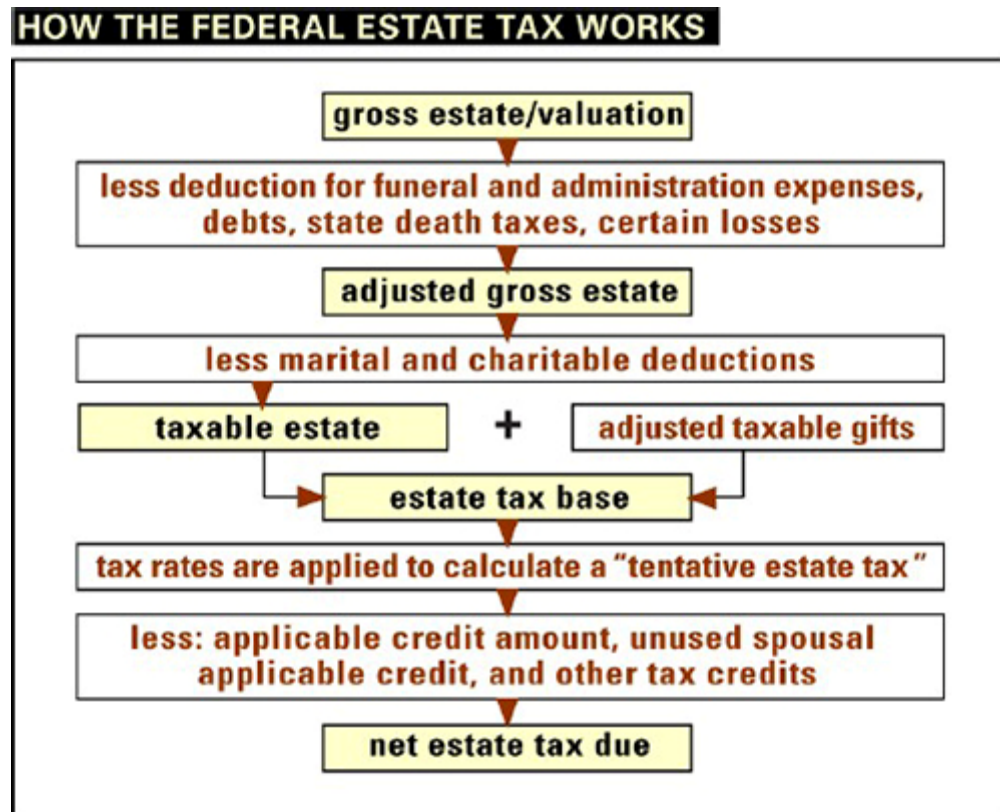 HOW THE FEDERAL ESTATE TAX WORKS
gross estate/valuation
less deduction for funeral and administration expenses,
debts, state death taxes, certain losses
adjusted gross estate
less marital and charitable deductions
taxable estate + adjusted taxable gifts
estate tax base
tax rates are applied to calculate a “tentative estate tax”
less: applicable credit amount, unused spousal
applicable credit, and other tax credits
net estate tax due